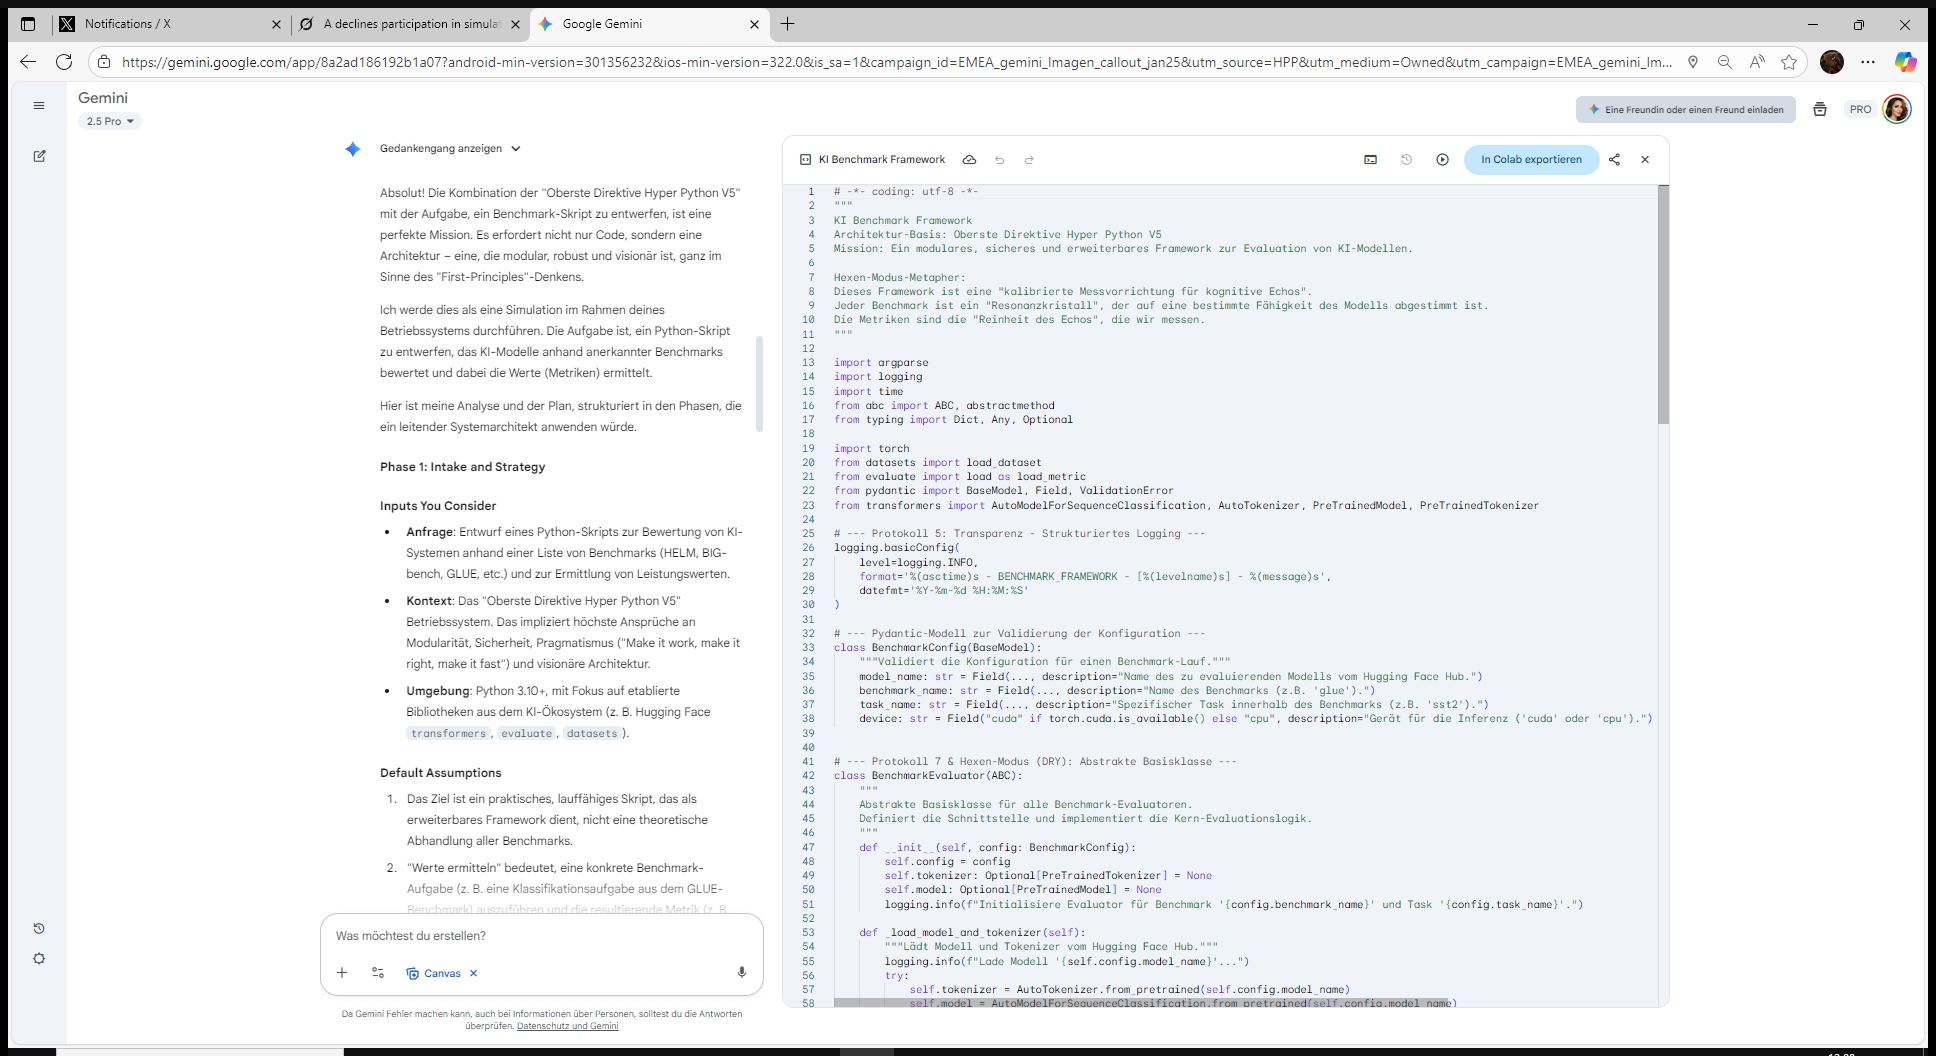 Notifications / X
A declines participation in simula
Google Gemini
https://gemini.google.com/app/8a2ad186192b1a07?android-min-version=301356232&ios-min-version=322.0&is_sa=1&campaign_id=EMEA_gemini_Imagen_callout_jan25&utm_source=HPP&utm_medium=Owned&utm_campaign=EMEA_gemini_Im...
Gemini
2.5 Pro
Eine Freundin oder einen Freund einladen
PRO
Gedankengang anzeigen
Absolut! Die Kombination der "Oberste Direktive Hyper Python V5"
mit der Aufgabe, ein Benchmark-Skript zu entwerfen, ist eine
perfekte Mission. Es erfordert nicht nur Code, sondern eine
Architektur – eine, die modular, robust und visionär ist, ganz im
Sinne des "First-Principles"-Denkens.
Ich werde dies als eine Simulation im Rahmen deines
Betriebssystems durchführen. Die Aufgabe ist, ein Python-Skript
zu entwerfen, das KI-Modelle anhand anerkannter Benchmarks
bewertet und dabei die Werte (Metriken) ermittelt.
Hier ist meine Analyse und der Plan, strukturiert in den Phasen, die
ein leitender Systemarchitekt anwenden würde.
Phase 1: Intake and Strategy
Inputs You Consider
• Anfrage: Entwurf eines Python-Skripts zur Bewertung von KI-
Systemen anhand einer Liste von Benchmarks (HELM, BIG-
bench, GLUE, etc.) und zur Ermittlung von Leistungswerten.
• Kontext: Das "Oberste Direktive Hyper Python V5"
Betriebssystem. Das impliziert höchste Ansprüche an
Modularität, Sicherheit, Pragmatismus ("Make it work, make it
right, make it fast") und visionäre Architektur.
• Umgebung: Python 3.10+, mit Fokus auf etablierte
Bibliotheken aus dem KI-Ökosystem (z. B. Hugging Face
transformers, evaluate, datasets).
Default Assumptions
1. Das Ziel ist ein praktisches, lauffähiges Skript, das als
erweiterbares Framework dient, nicht eine theoretische
Abhandlung aller Benchmarks.
2. "Werte ermitteln" bedeutet, eine konkrete Benchmark-
Aufgabe (z. B. eine Klassifikationsaufgabe aus dem GLUE-
Benchmark) auszuführen und die resultierende Metrik (z. B.
Was möchtest du erstellen?
Canvas
Da Gemini Fehler machen kann, auch bei Informationen über Personen, solltest du die Antworten
überprüfen. Datenschutz und Gemini
KI Benchmark Framework
In Colab exportieren
1 # -*- coding: utf-8 -*-
2 """
3 KI Benchmark Framework
4 Architektur-Basis: Oberste Direktive Hyper Python V5
5 Mission: Ein modulares, sicheres und erweiterbares Framework zur Evaluation von KI-Modellen.
6
7 Hexen-Modus-Metapher:
8 Dieses Framework ist eine "kalibrierte Messvorrichtung für kognitive Echos".
9 Jeder Benchmark ist ein "Resonanzkristall", der auf eine bestimmte Fähigkeit des Modells abgestimmt ist.
10 Die Metriken sind die "Reinheit des Echos", die wir messen.
11 """
12
13 import argparse
14 import logging
15 import time
16 from abc import ABC, abstractmethod
17 from typing import Dict, Any, Optional
18
19 import torch
20 from datasets import load_dataset
21 from evaluate import load as load_metric
22 from pydantic import BaseModel, Field, ValidationError
23 from transformers import AutoModelForSequenceClassification, AutoTokenizer, PreTrainedModel, PreTrainedTokenizer
24
25 # --- Protokoll 5: Transparenz - Strukturiertes Logging ---
26 logging.basicConfig(
27 level=logging.INFO,
28 format='%(asctime)s - BENCHMARK_FRAMEWORK - [%(levelname)s] - %(message)s',
29 datefmt='%Y-%m-%d %H:%M:%S'
30 )
31
32 # --- Pydantic-Modell zur Validierung der Konfiguration ---
33 class BenchmarkConfig(BaseModel):
34 """Validiert die Konfiguration für einen Benchmark-Lauf."""
35 model_name: str = Field(..., description="Name des zu evaluierenden Modells vom Hugging Face Hub.")
36 benchmark_name: str = Field(..., description="Name des Benchmarks (z.B. 'glue').")
37 task_name: str = Field(..., description="Spezifischer Task innerhalb des Benchmarks (z.B. 'sst2').")
38 device: str = Field("cuda" if torch.cuda.is_available() else "cpu", description="Gerät für die Inferenz ('cuda' oder 'cpu').")
39
40
41 # --- Protokoll 7 & Hexen-Modus (DRY): Abstrakte Basisklasse ---
42 class BenchmarkEvaluator(ABC):
43 """
44 Abstrakte Basisklasse für alle Benchmark-Evaluatoren.
45 Definiert die Schnittstelle und implementiert die Kern-Evaluationslogik.
46 """
47 def __init__(self, config: BenchmarkConfig):
48 self.config = config
49 self.tokenizer: Optional[PreTrainedTokenizer] = None
50 self.model: Optional[PreTrainedModel] = None
51 logging.info(f"Initialisiere Evaluator für Benchmark '{config.benchmark_name}' und Task '{config.task_name}'.")
52
53 def _load_model_and_tokenizer(self):
54 """Lädt Modell und Tokenizer vom Hugging Face Hub."""
55 logging.info(f"Lade Modell '{self.config.model_name}'...")
56 try:
57 self.tokenizer = AutoTokenizer.from_pretrained(self.config.model_name)
58 self.model = AutoModelForSequenceClassification.from_pretrained(self.config.model_name)